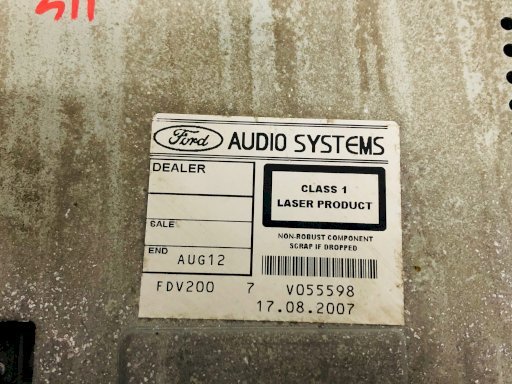 Ford AUDIO SYSTEMS
DEALER
CLASS 1
LASER PRODUCT
SALE
NON-ROBUST COMPONENT
SCRAP IF DROPPED
END AUG12
FDV200 7 V055598
17.08.2007